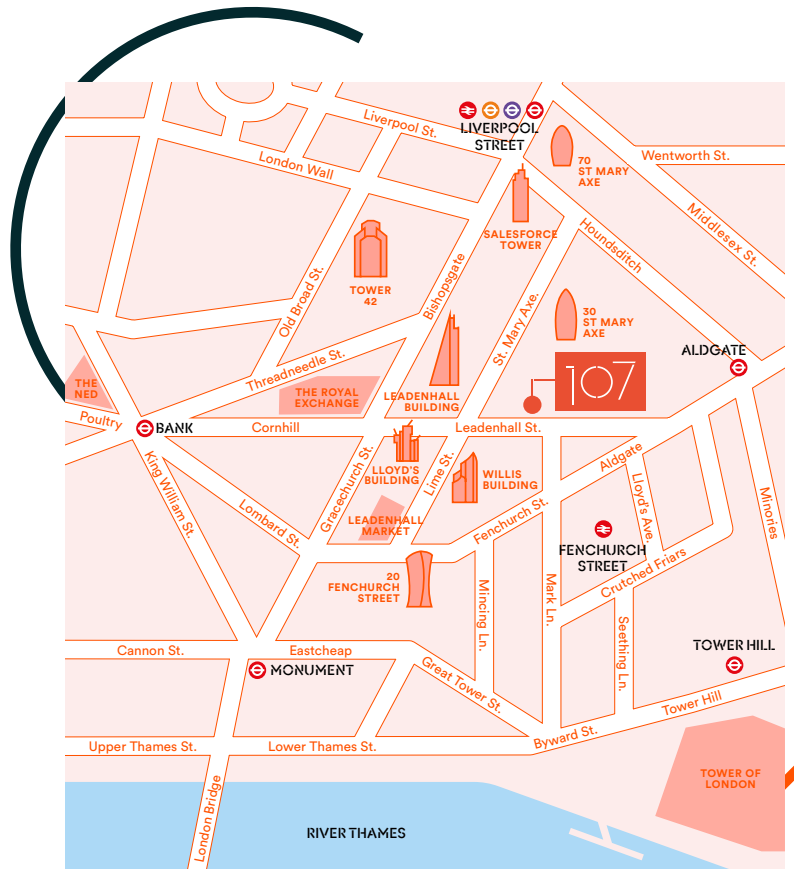 Liverpool St.
LIVERPOOL
STREET
70
ST MARY
AXE
Wentworth St.
London Wall
Middlesex St.
SALESFORCE
TOWER
Houndsditch
TOWER
42
Old Broad St.
Bishopsgate
St. Mary Axe.
30
ST MARY
AXE
ALDGATE
THE
NED
Threadneedle St.
THE ROYAL
EXCHANGE
LEADENHALL
BUILDING
107
Poultry
BANK
Cornhill
Leadenhall St.
King William St.
Lombard St.
Gracechurch St.
LLOYD'S
BUILDING
Lime St.
WILLIS
BUILDING
Aldgate
Lloyd's Ave.
Minories
LEADENHALL
MARKET
Fenchurch St.
FENCHURCH
STREET
20
FENCHURCH
STREET
Mincing Ln.
Mark Ln.
Crutched Friars
Seething Ln.
Cannon St.
Eastcheap
MONUMENT
Great Tower St.
TOWER HILL
Tower Hill
Upper Thames St.
Lower Thames St.
Byward St.
TOWER OF
LONDON
London Bridge
RIVER THAMES